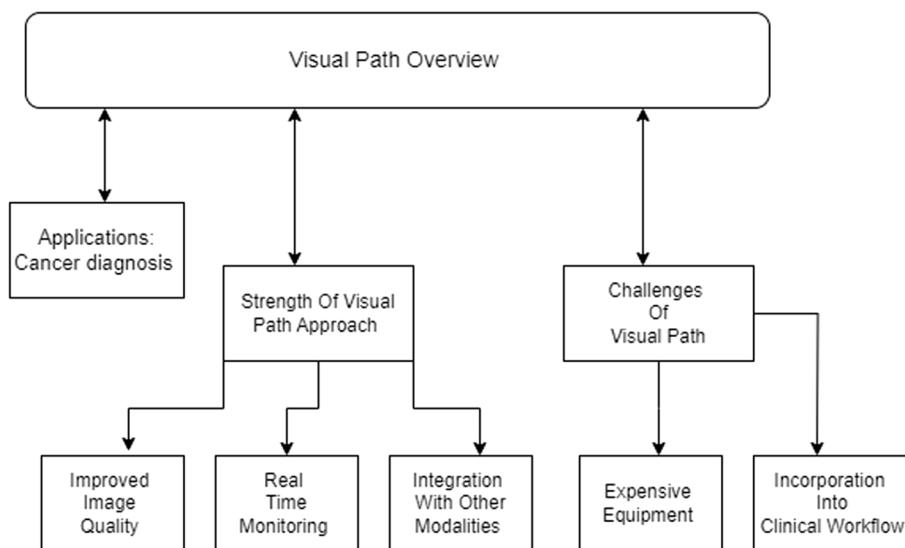 Visual Path Overview
Applications:
Cancer diagnosis
Strength Of Visual
Path Approach
Challenges
Of
Visual Path
Improved
Image
Quality
Real
Time
Monitoring
Integration
With Other
Modalities
Expensive
Equipment
Incorporation
Into
Clinical Workflow